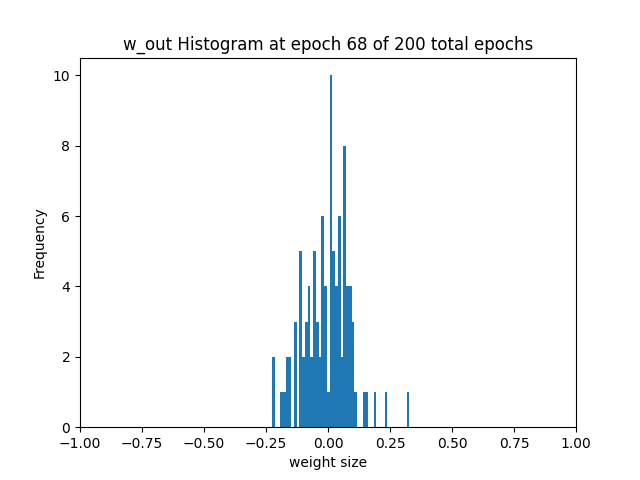 w_out Histogram at epoch 68 of 200 total epochs
Frequency
10
8
6
4
2
0
−1.00 −0.75 −0.50 −0.25 0.00 0.25 0.50 0.75 1.00
weight size